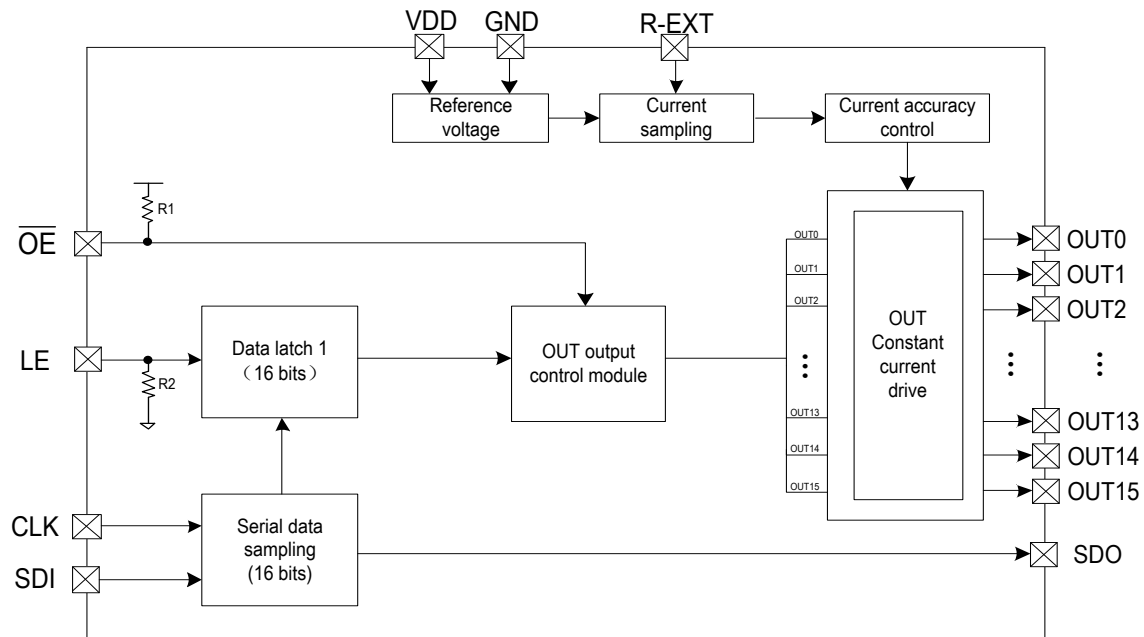 VDD GND R-EXT
Reference
voltage
Current
sampling
Current accuracy
control
R1
OE
OUT0
OUT1
OUT2
OUT13
OUT14
OUT15
OUT
Constant
current
drive
OUT0
OUT1
OUT2
OUT13
OUT14
OUT15
LE
R2
Data latch 1
（16 bits）
OUT output
control module
CLK
SDI
Serial data
sampling
(16 bits)
SDO